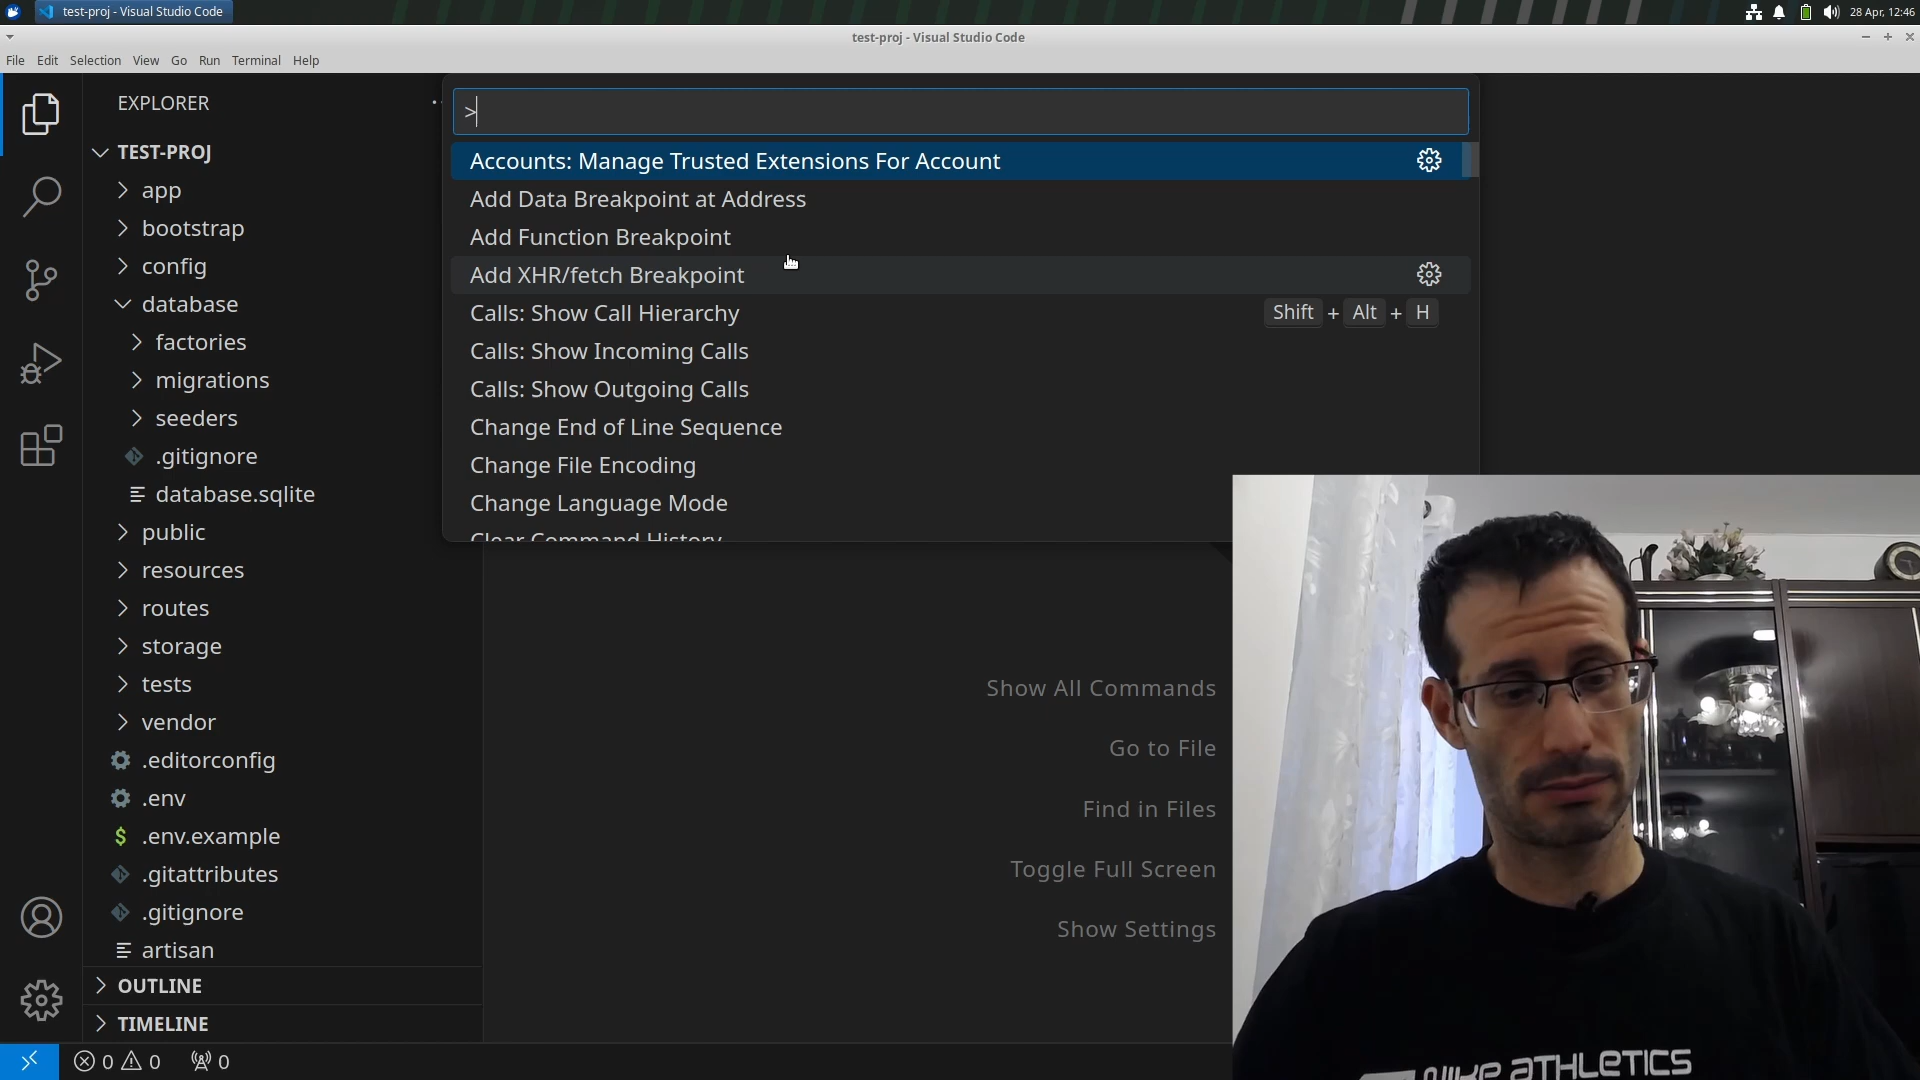 test-proj - Visual Studio Code
28 Apr, 12:46
test-proj - Visual Studio Code
File Edit Selection View Go Run Terminal Help
EXPLORER
TEST-PROJ
app
bootstrap
config
database
factories
migrations
seeders
.gitignore
database.sqlite
public
resources
routes
storage
tests
vendor
.editorconfig
.env
.env.example
.gitattributes
.gitignore
artisan
OUTLINE
TIMELINE
>
Accounts: Manage Trusted Extensions For Account
Add Data Breakpoint at Address
Add Function Breakpoint
Add XHR/fetch Breakpoint
Calls: Show Call Hierarchy Shift + Alt + H
Calls: Show Incoming Calls
Calls: Show Outgoing Calls
Change End of Line Sequence
Change File Encoding
Change Language Mode
Clear Command History
Show All Commands
Go to File
Find in Files
Toggle Full Screen
Show Settings
NIKE ATHLETICS
0 0 0